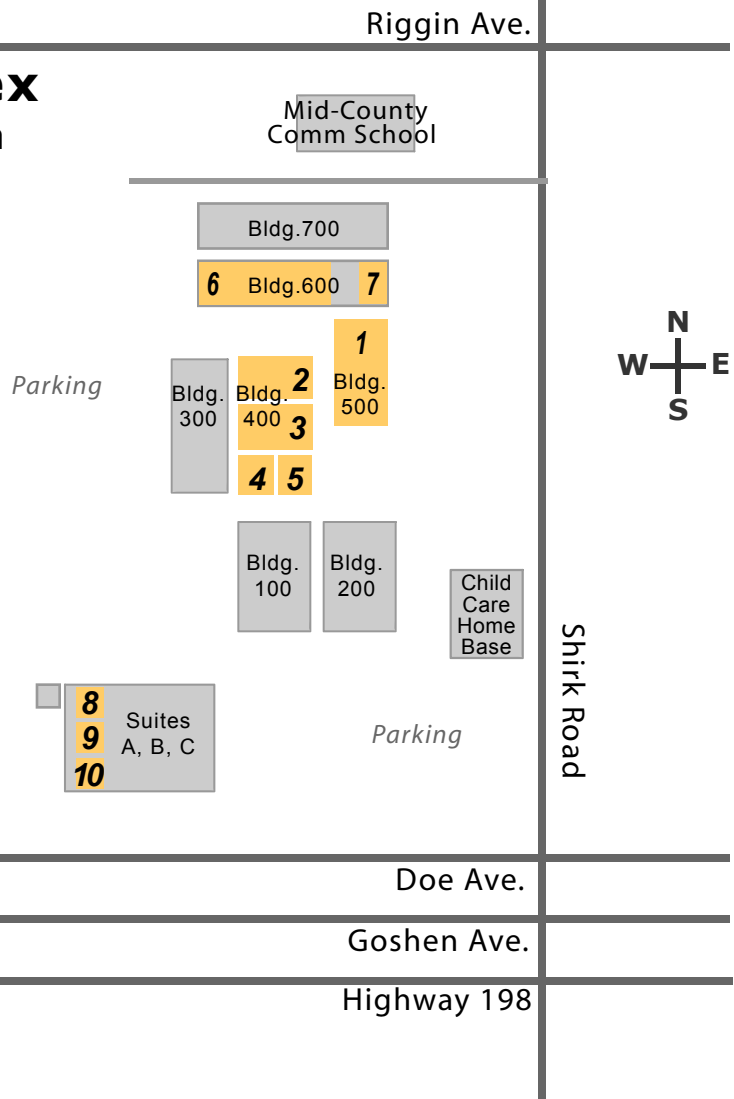 Riggin Ave.
ex
Mid-County
Comm School
Bldg.700
6 Bldg.600 7
1
Bldg.
500
Parking
Bldg.
300
Bldg. 2
400 3
4 5
N
W E
S
Bldg.
100
Bldg.
200
Child
Care
Home
Base
Shirk Road
8
9
10
Suites
A, B, C
Parking
Doe Ave.
Goshen Ave.
Highway 198